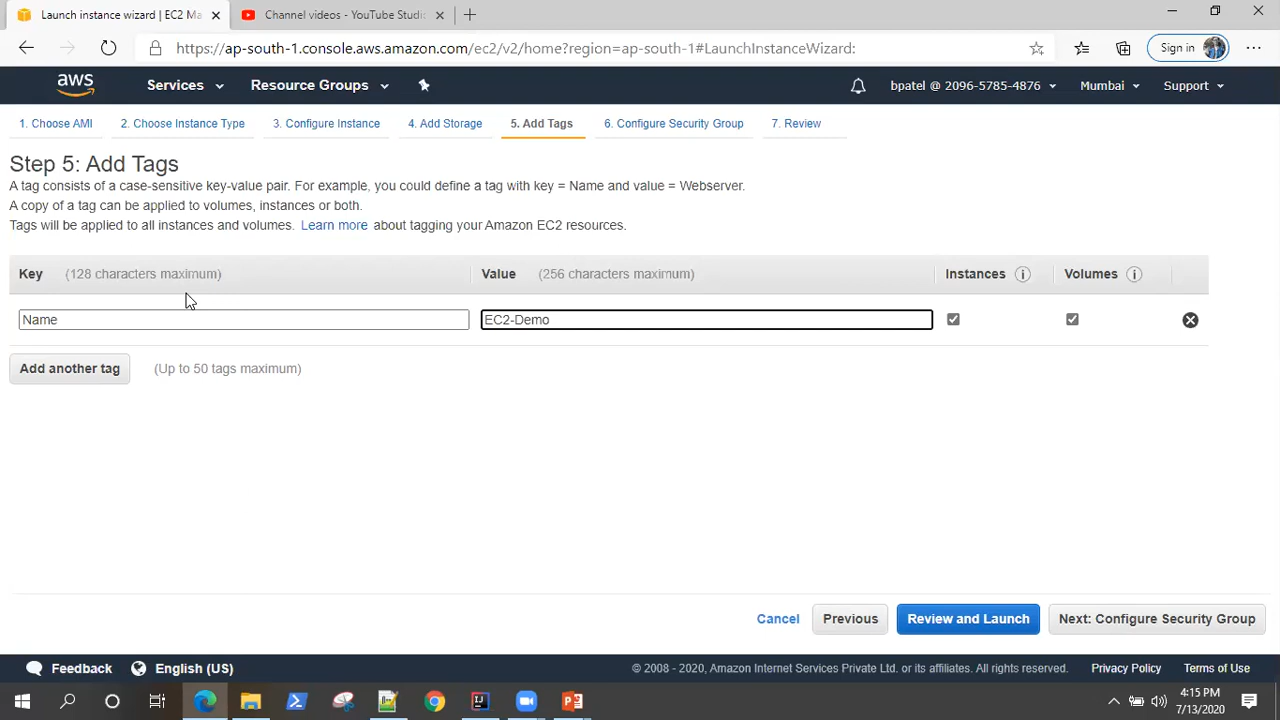 Launch instance wizard | EC2 Ma
Channel videos - YouTube Studi
https://ap-south-1.console.aws.amazon.com/ec2/v2/home?region=ap-south-1#LaunchInstanceWizard:
Sign in
aws
Services
Resource Groups
bpatel @ 2096-5785-4876
Mumbai
Support
1. Choose AMI
2. Choose Instance Type
3. Configure Instance
4. Add Storage
5. Add Tags
6. Configure Security Group
7. Review
Step 5: Add Tags
A tag consists of a case-sensitive key-value pair. For example, you could define a tag with key = Name and value = Webserver.
A copy of a tag can be applied to volumes, instances or both.
Tags will be applied to all instances and volumes. Learn more about tagging your Amazon EC2 resources.
Key (128 characters maximum)
Value (256 characters maximum)
Instances
Volumes
Name
EC2-Demo
Add another tag
(Up to 50 tags maximum)
Cancel
Previous
Review and Launch
Next: Configure Security Group
Feedback
English (US)
© 2008 - 2020, Amazon Internet Services Private Ltd. or its affiliates. All rights reserved.
Privacy Policy
Terms of Use
4:15 PM
7/13/2020